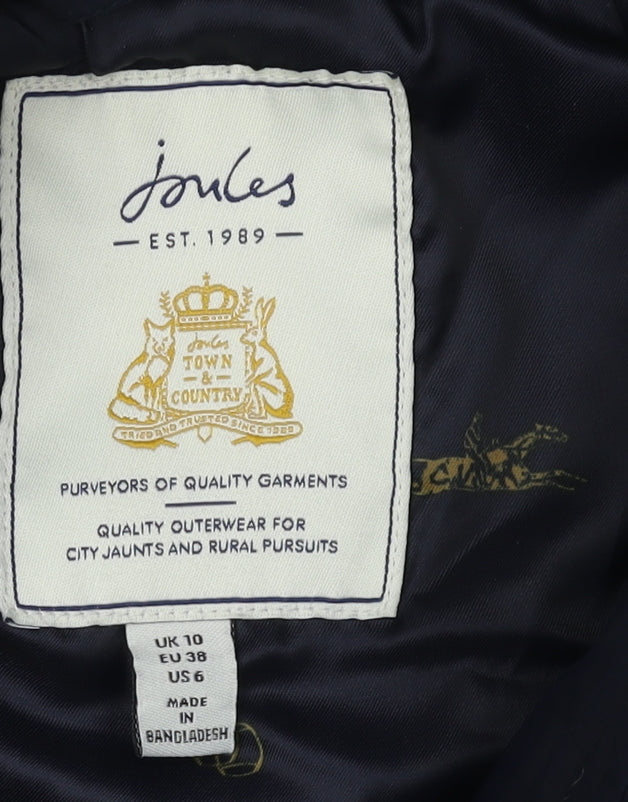 Joules
— EST. 1989 —
Joules
TOWN
— & —
COUNTRY
TRIED AND TRUSTED SINCE 1989
PURVEYORS OF QUALITY GARMENTS
QUALITY OUTERWEAR FOR
CITY JAUNTS AND RURAL PURSUITS
UK 10
EU 38
US 6
MADE
IN
BANGLADESH